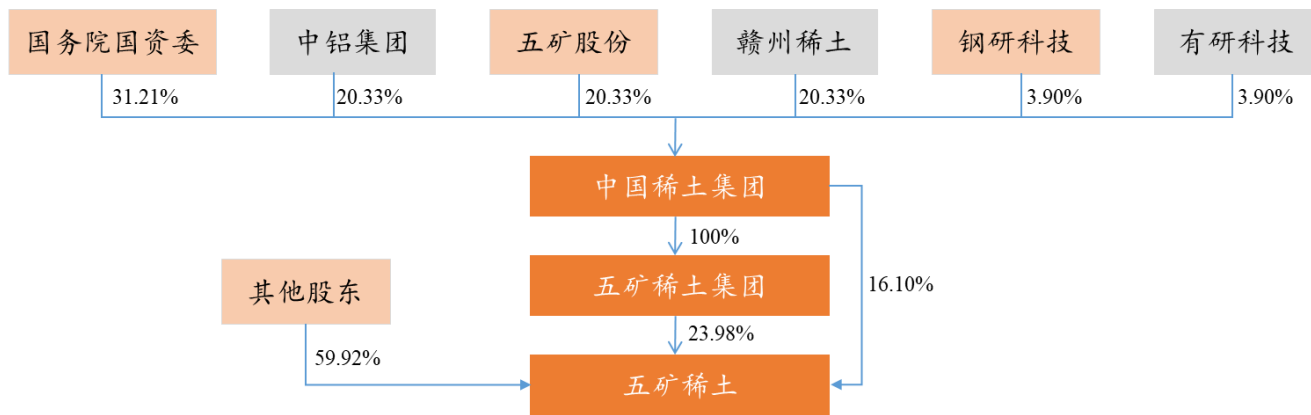 国务院国资委
中铝集团
五矿股份
赣州稀土
钢研科技
有研科技
31.21%
20.33%
20.33%
20.33%
3.90%
3.90%
中国稀土集团
100%
五矿稀土集团
16.10%
其他股东
23.98%
59.92%
五矿稀土